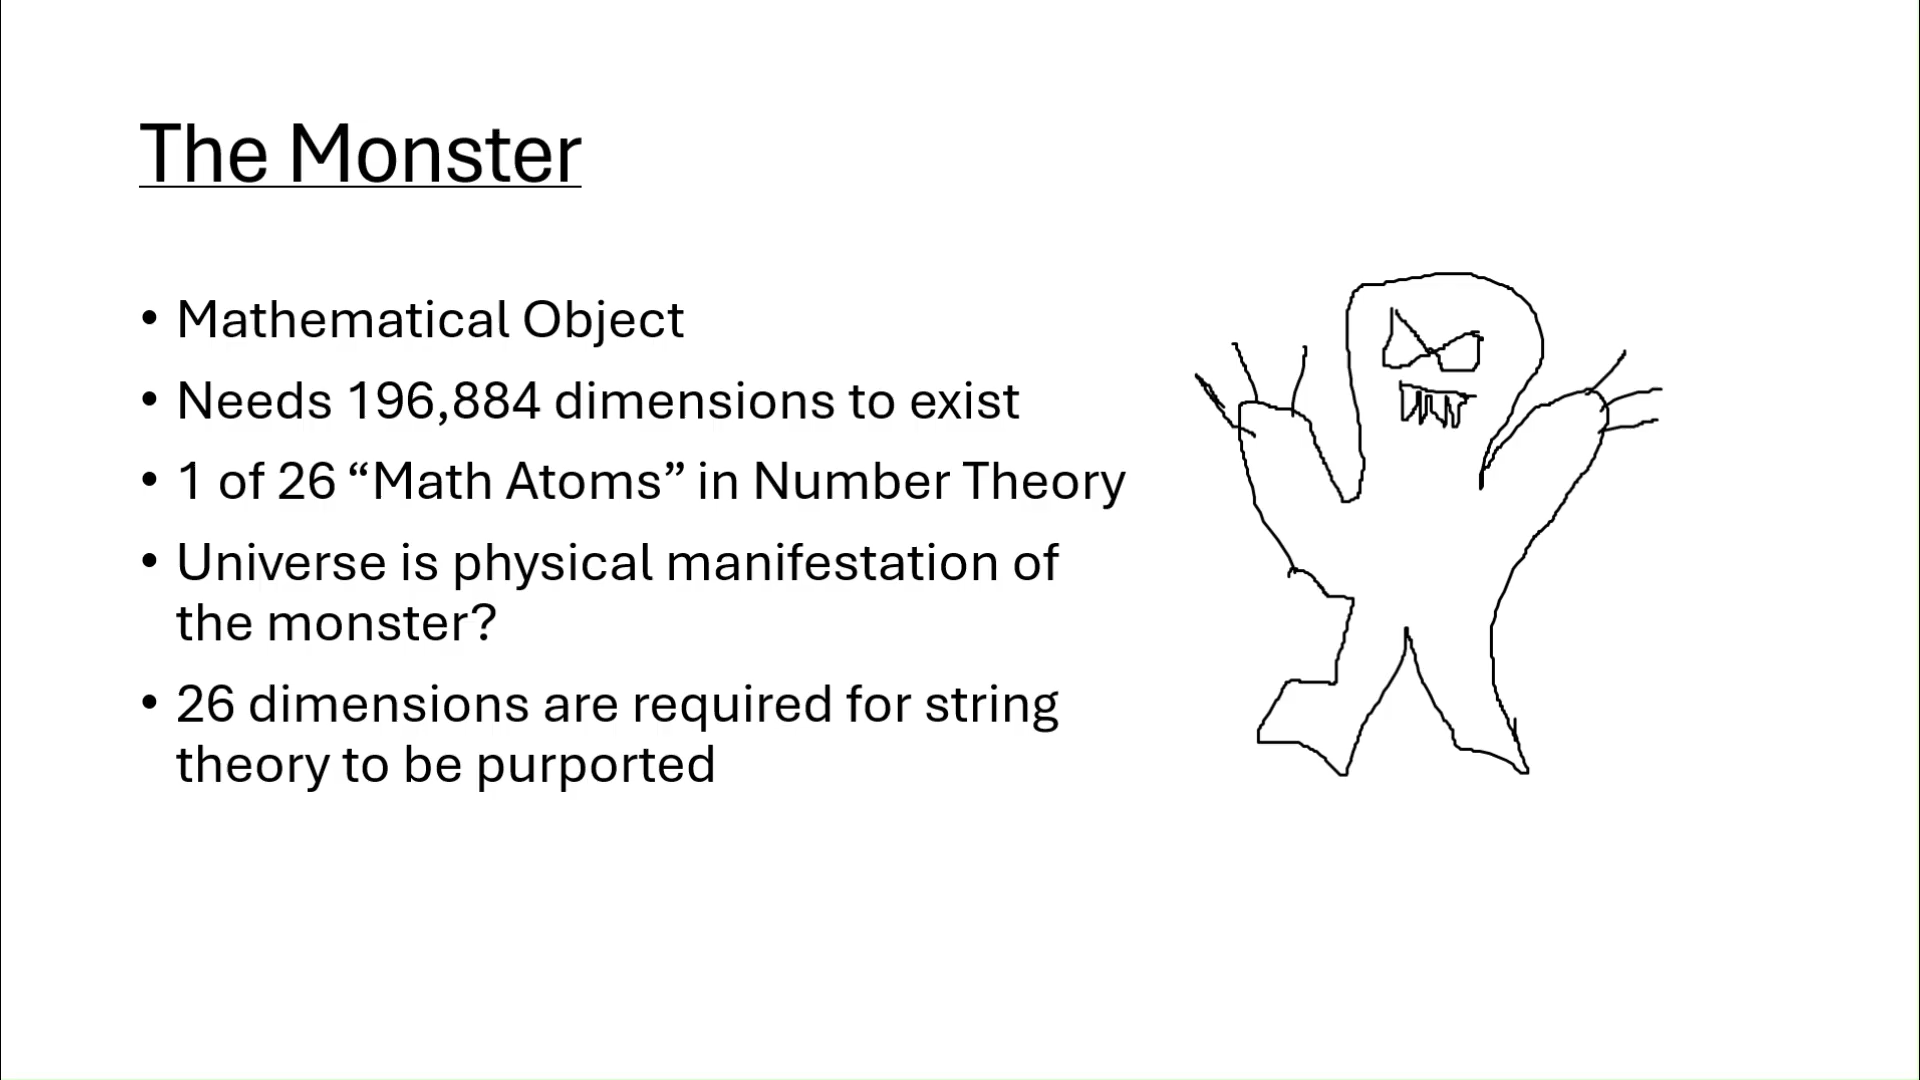 The Monster
• Mathematical Object
• Needs 196,884 dimensions to exist
• 1 of 26 “Math Atoms” in Number Theory
• Universe is physical manifestation of
the monster?
• 26 dimensions are required for string
theory to be purported